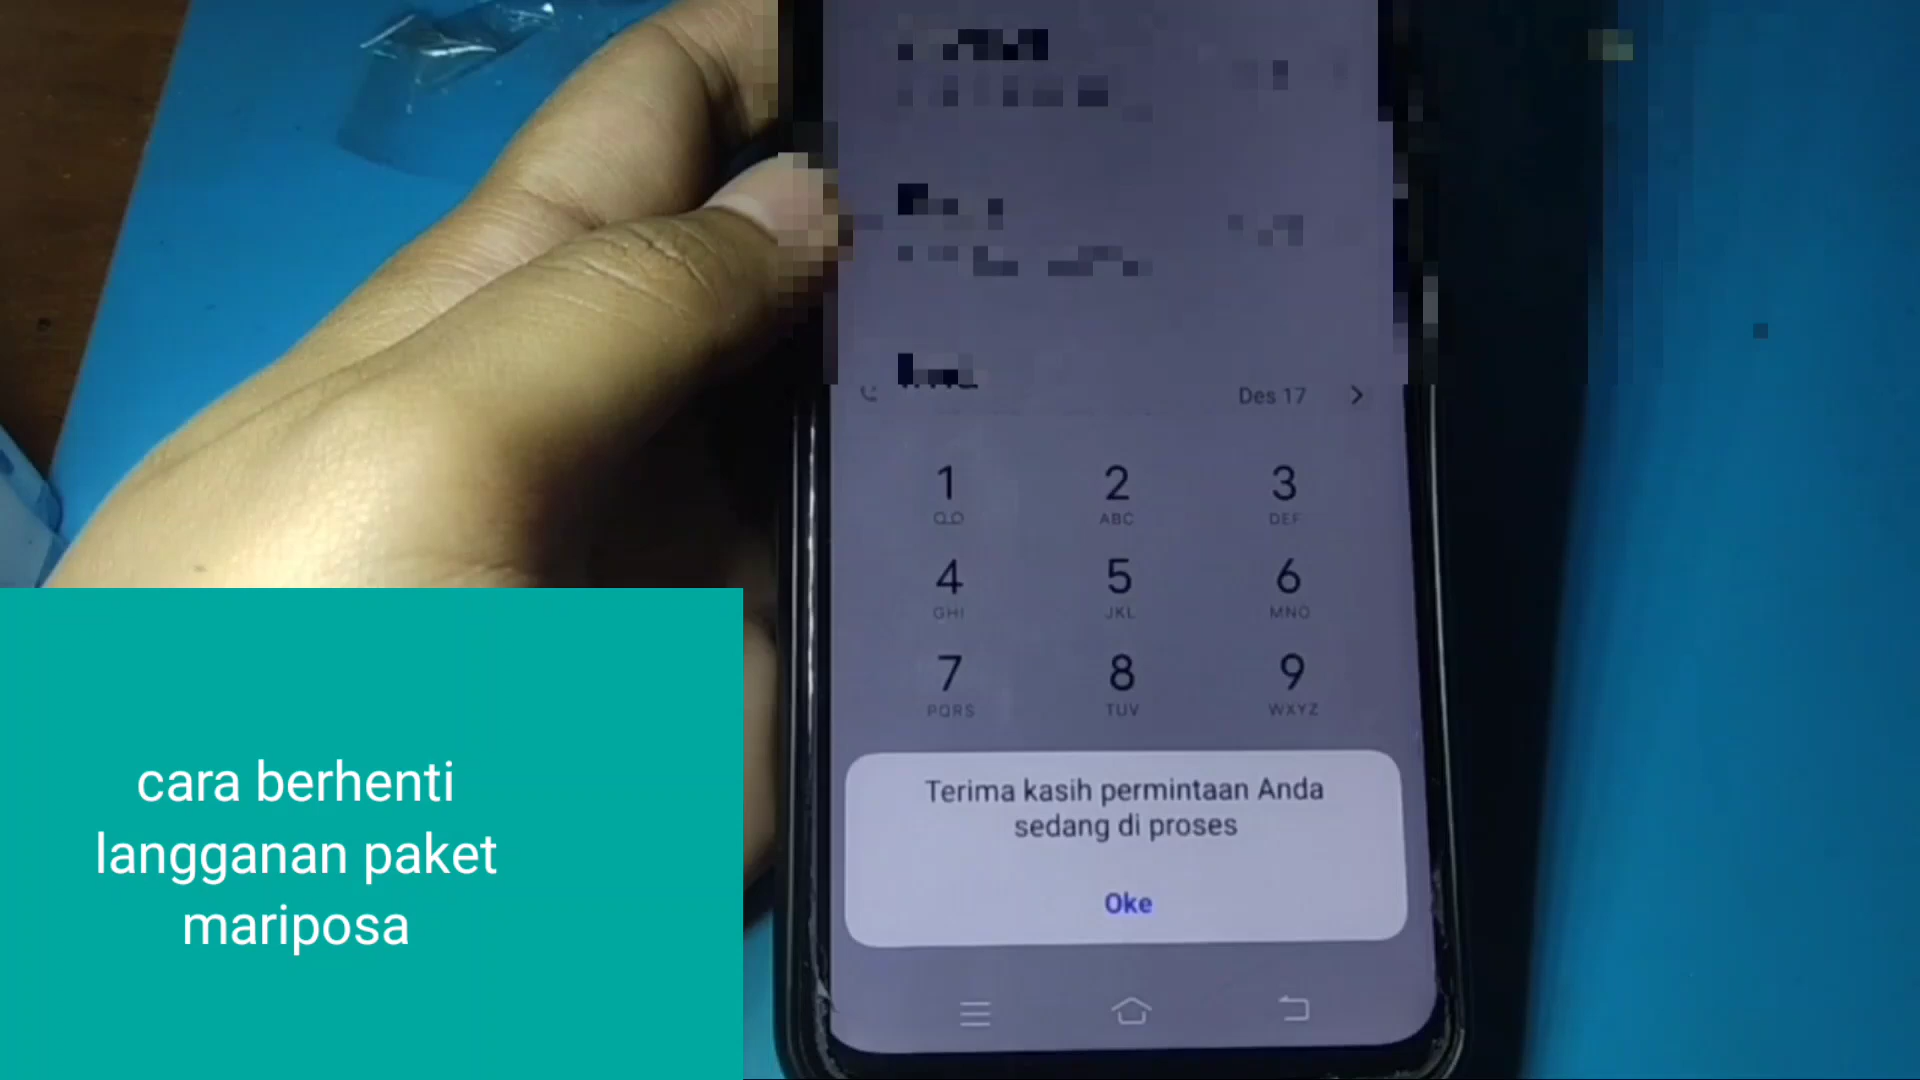 Des 17
1
2
ABC
3
DEF
4
GHI
5
JKL
6
MNO
7
PQRS
8
TUV
9
WXYZ
Terima kasih permintaan Anda
sedang di proses
Oke
cara berhenti
langganan paket
mariposa